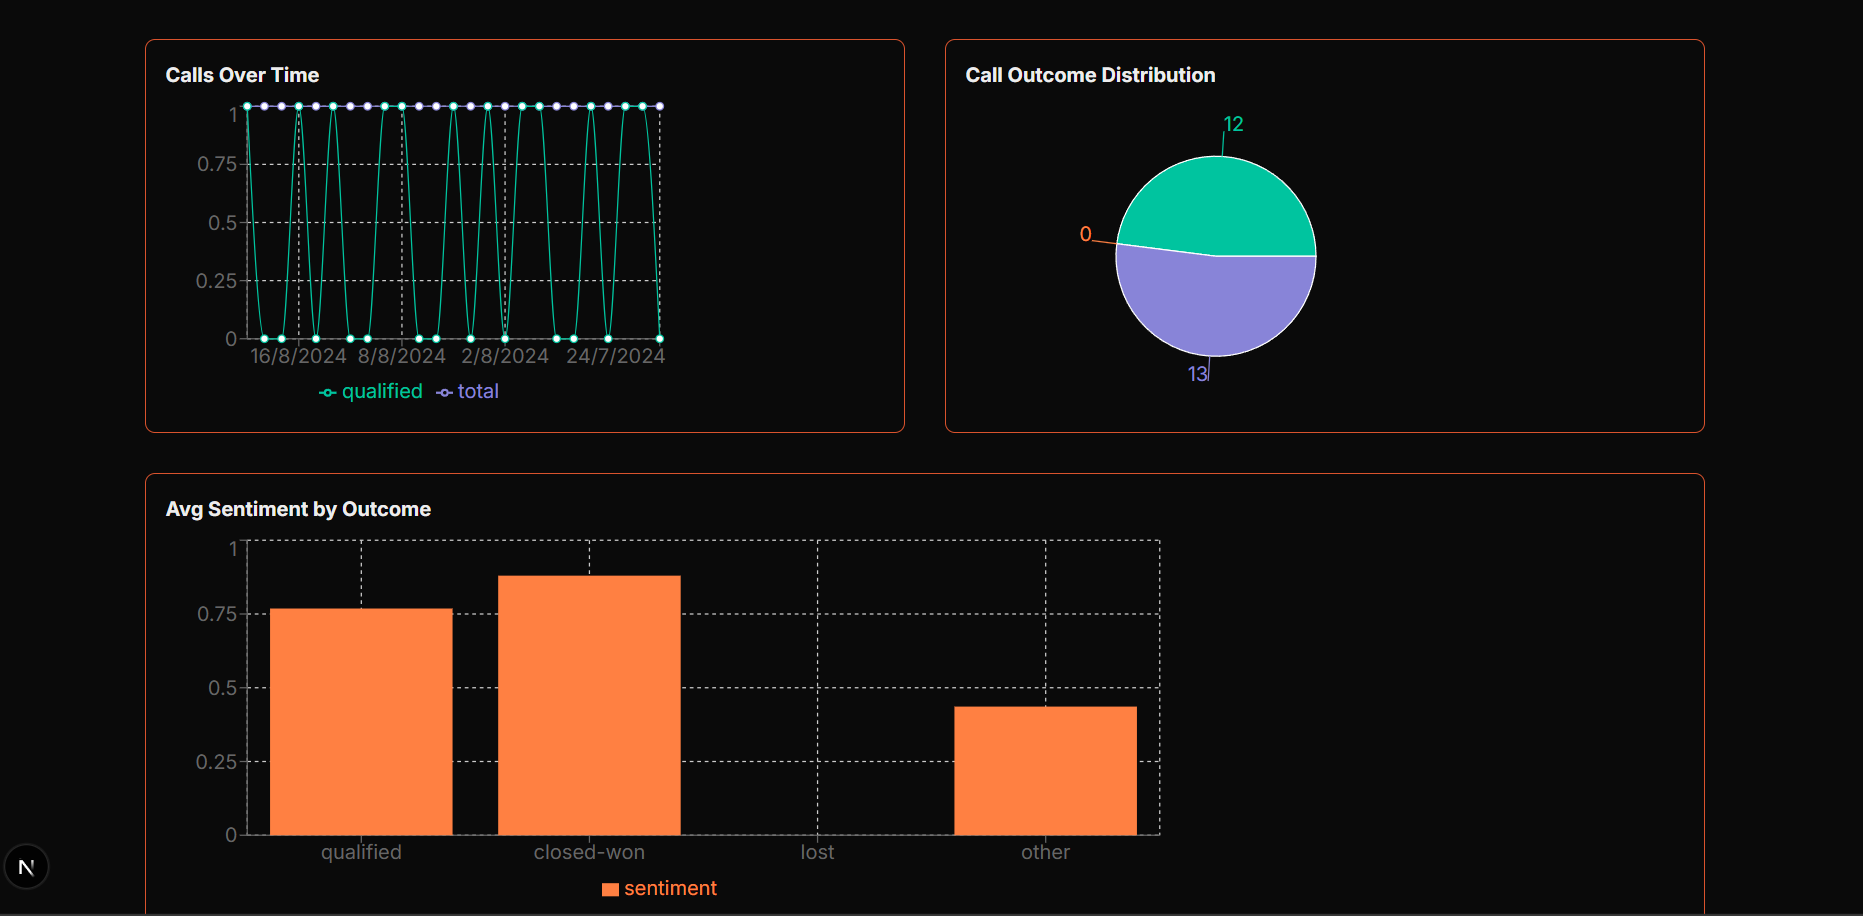 Calls Over Time
1
0.75
0.5
0.25
0
16/8/2024 8/8/2024 2/8/2024 24/7/2024
qualified total
Call Outcome Distribution
12
0
13
Avg Sentiment by Outcome
1
0.75
0.5
0.25
0
qualified closed-won lost other
sentiment
N